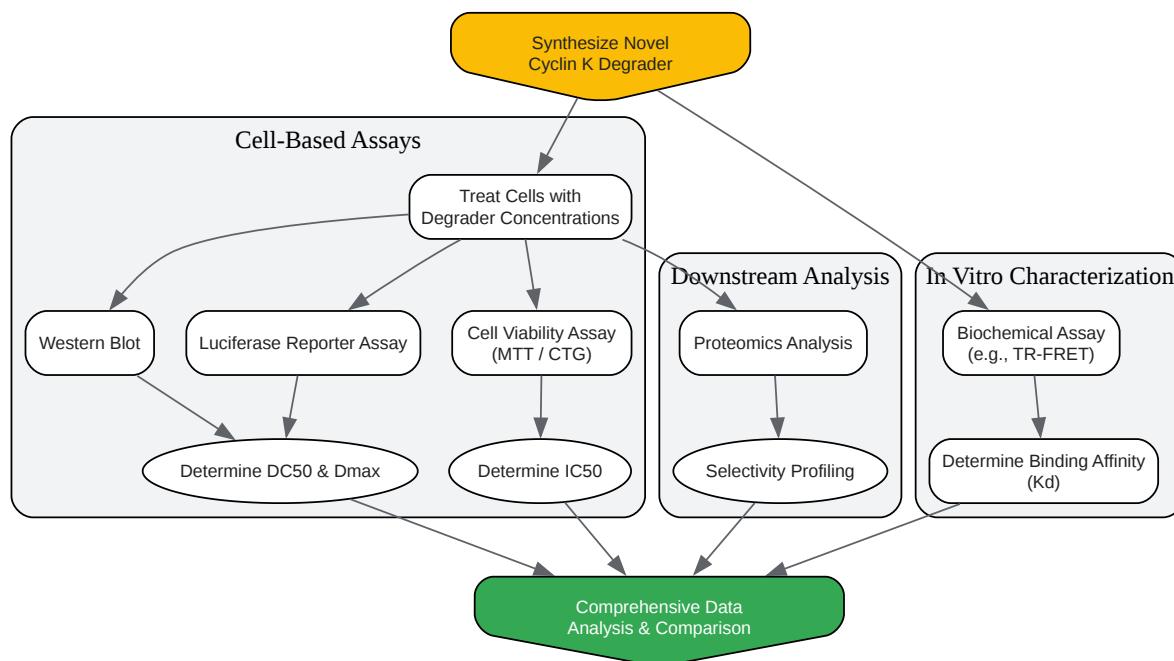 Synthesize Novel
Cyclin K Degrader
Cell-Based Assays
Treat Cells with
Degrader Concentrations
Downstream Analysis
In Vitro Characterization
Western Blot
Luciferase Reporter Assay
Cell Viability Assay
(MTT / CTG)
Proteomics Analysis
Biochemical Assay
(e.g., TR-FRET)
Determine DC50 & Dmax
Determine IC50
Selectivity Profiling
Determine Binding Affinity
(Kd)
Comprehensive Data
Analysis & Comparison